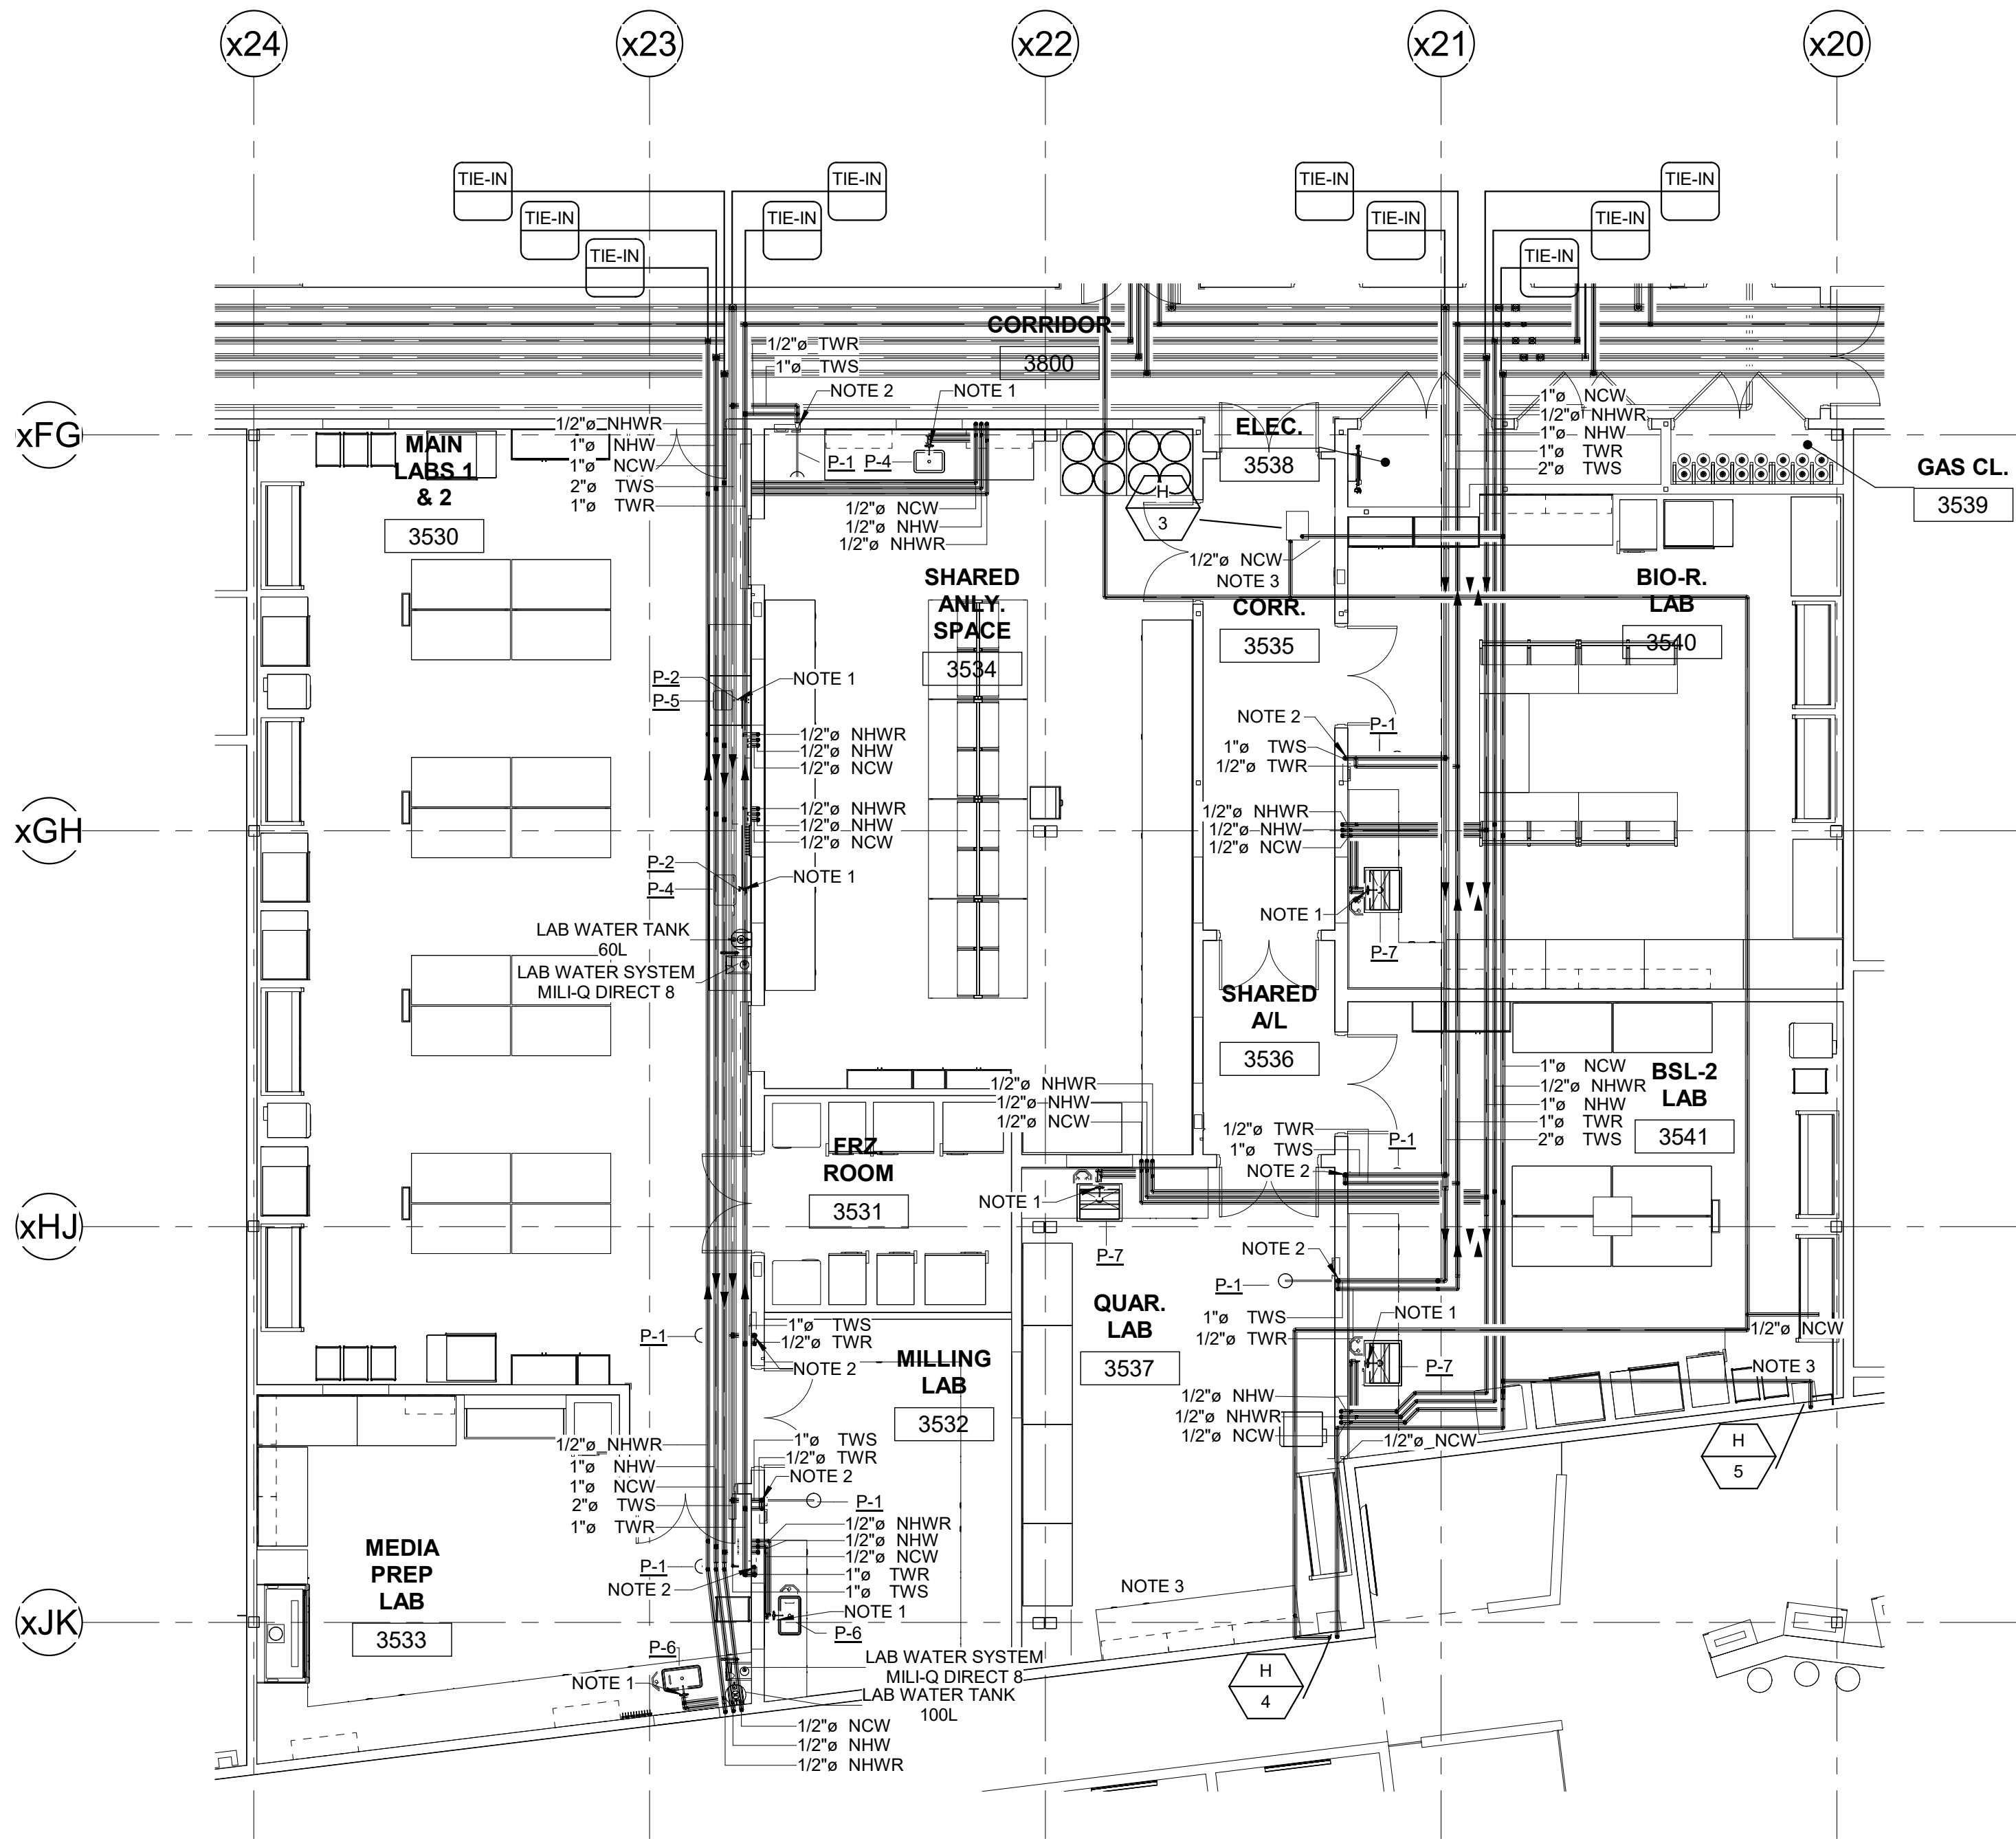 x24
x23
x22
x21
x20
TIE-IN
TIE-IN
TIE-IN
TIE-IN
TIE-IN
TIE-IN
TIE-IN
TIE-IN
TIE-IN
TIE-IN
CORRIDOR
3800
1/2"ø TWR
1"ø TWS
NOTE 2
NOTE 1
xFG
MAIN
LABS 1
& 2
3530
1/2"ø NHWR
1"ø NHW
1"ø NCW
2"ø TWS
1"ø TWR
P-1
P-4
1/2"ø NCW
1/2"ø NHW
1/2"ø NHWR
ELEC.
3538
H
3
1"ø NCW
1/2"ø NHWR
1"ø NHW
1"ø TWR
2"ø TWS
GAS CL.
3539
1/2"ø NCW
NOTE 3
SHARED
ANLY.
SPACE
3534
CORR.
3535
BIO-R.
LAB
3540
P-2
P-5
NOTE 1
1/2"ø NHWR
1/2"ø NHW
1/2"ø NCW
NOTE 2
P-1
1"ø TWS
1/2"ø TWR
xGH
1/2"ø NHWR
1/2"ø NHW
1/2"ø NCW
1/2"ø NHWR
1/2"ø NHW
1/2"ø NCW
P-2
P-4
NOTE 1
NOTE 1
P-7
LAB WATER TANK
60L
LAB WATER SYSTEM
MILI-Q DIRECT 8
SHARED
A/L
3536
1/2"ø NHWR
1/2"ø NHW
1/2"ø NCW
1"ø NCW
1/2"ø NHWR
1"ø NHW
1"ø TWR
2"ø TWS
BSL-2
LAB
3541
1/2"ø TWR
1"ø TWS
NOTE 2
P-1
FRZ
ROOM
3531
NOTE 1
P-7
xHJ
NOTE 2
P-1
1"ø TWS
1/2"ø TWR
QUAR.
LAB
3537
NOTE 1
P-7
1/2"ø NCW
NOTE 3
P-1
1"ø TWS
1/2"ø TWR
NOTE 2
MILLING
LAB
3532
1/2"ø NHW
1/2"ø NHWR
1/2"ø NCW
1/2"ø NCW
H
5
1/2"ø NHWR
1"ø NHW
1"ø NCW
2"ø TWS
1"ø TWR
1"ø TWS
1/2"ø TWR
NOTE 2
P-1
1/2"ø NHWR
1/2"ø NHW
1/2"ø NCW
1"ø TWR
1"ø TWS
MEDIA
PREP
LAB
3533
P-1
NOTE 2
NOTE 1
P-6
NOTE 3
xJK
P-6
NOTE 1
LAB WATER SYSTEM
MILI-Q DIRECT 8
LAB WATER TANK
100L
H
4
1/2"ø NCW
1/2"ø NHW
1/2"ø NHWR